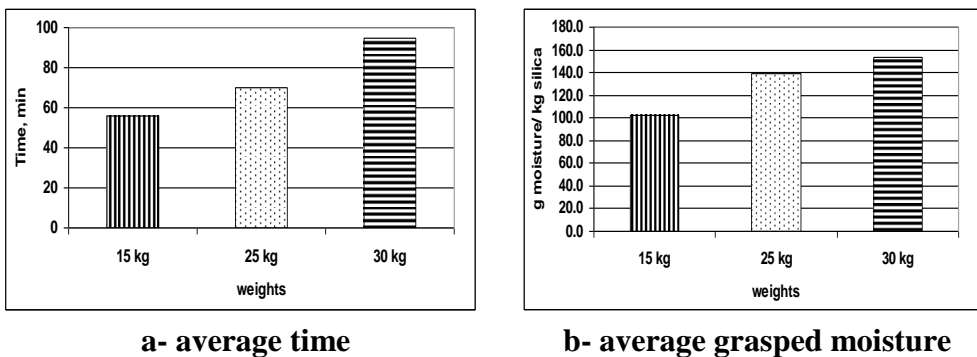 Time, min
100
80
60
40
20
0
15 kg 25 kg 30 kg
weights
a- average time
g moisture/ kg silica
180.0
160.0
140.0
120.0
100.0
80.0
60.0
40.0
20.0
0.0
15 kg 25 kg 30 kg
weights
b- average grasped moisture